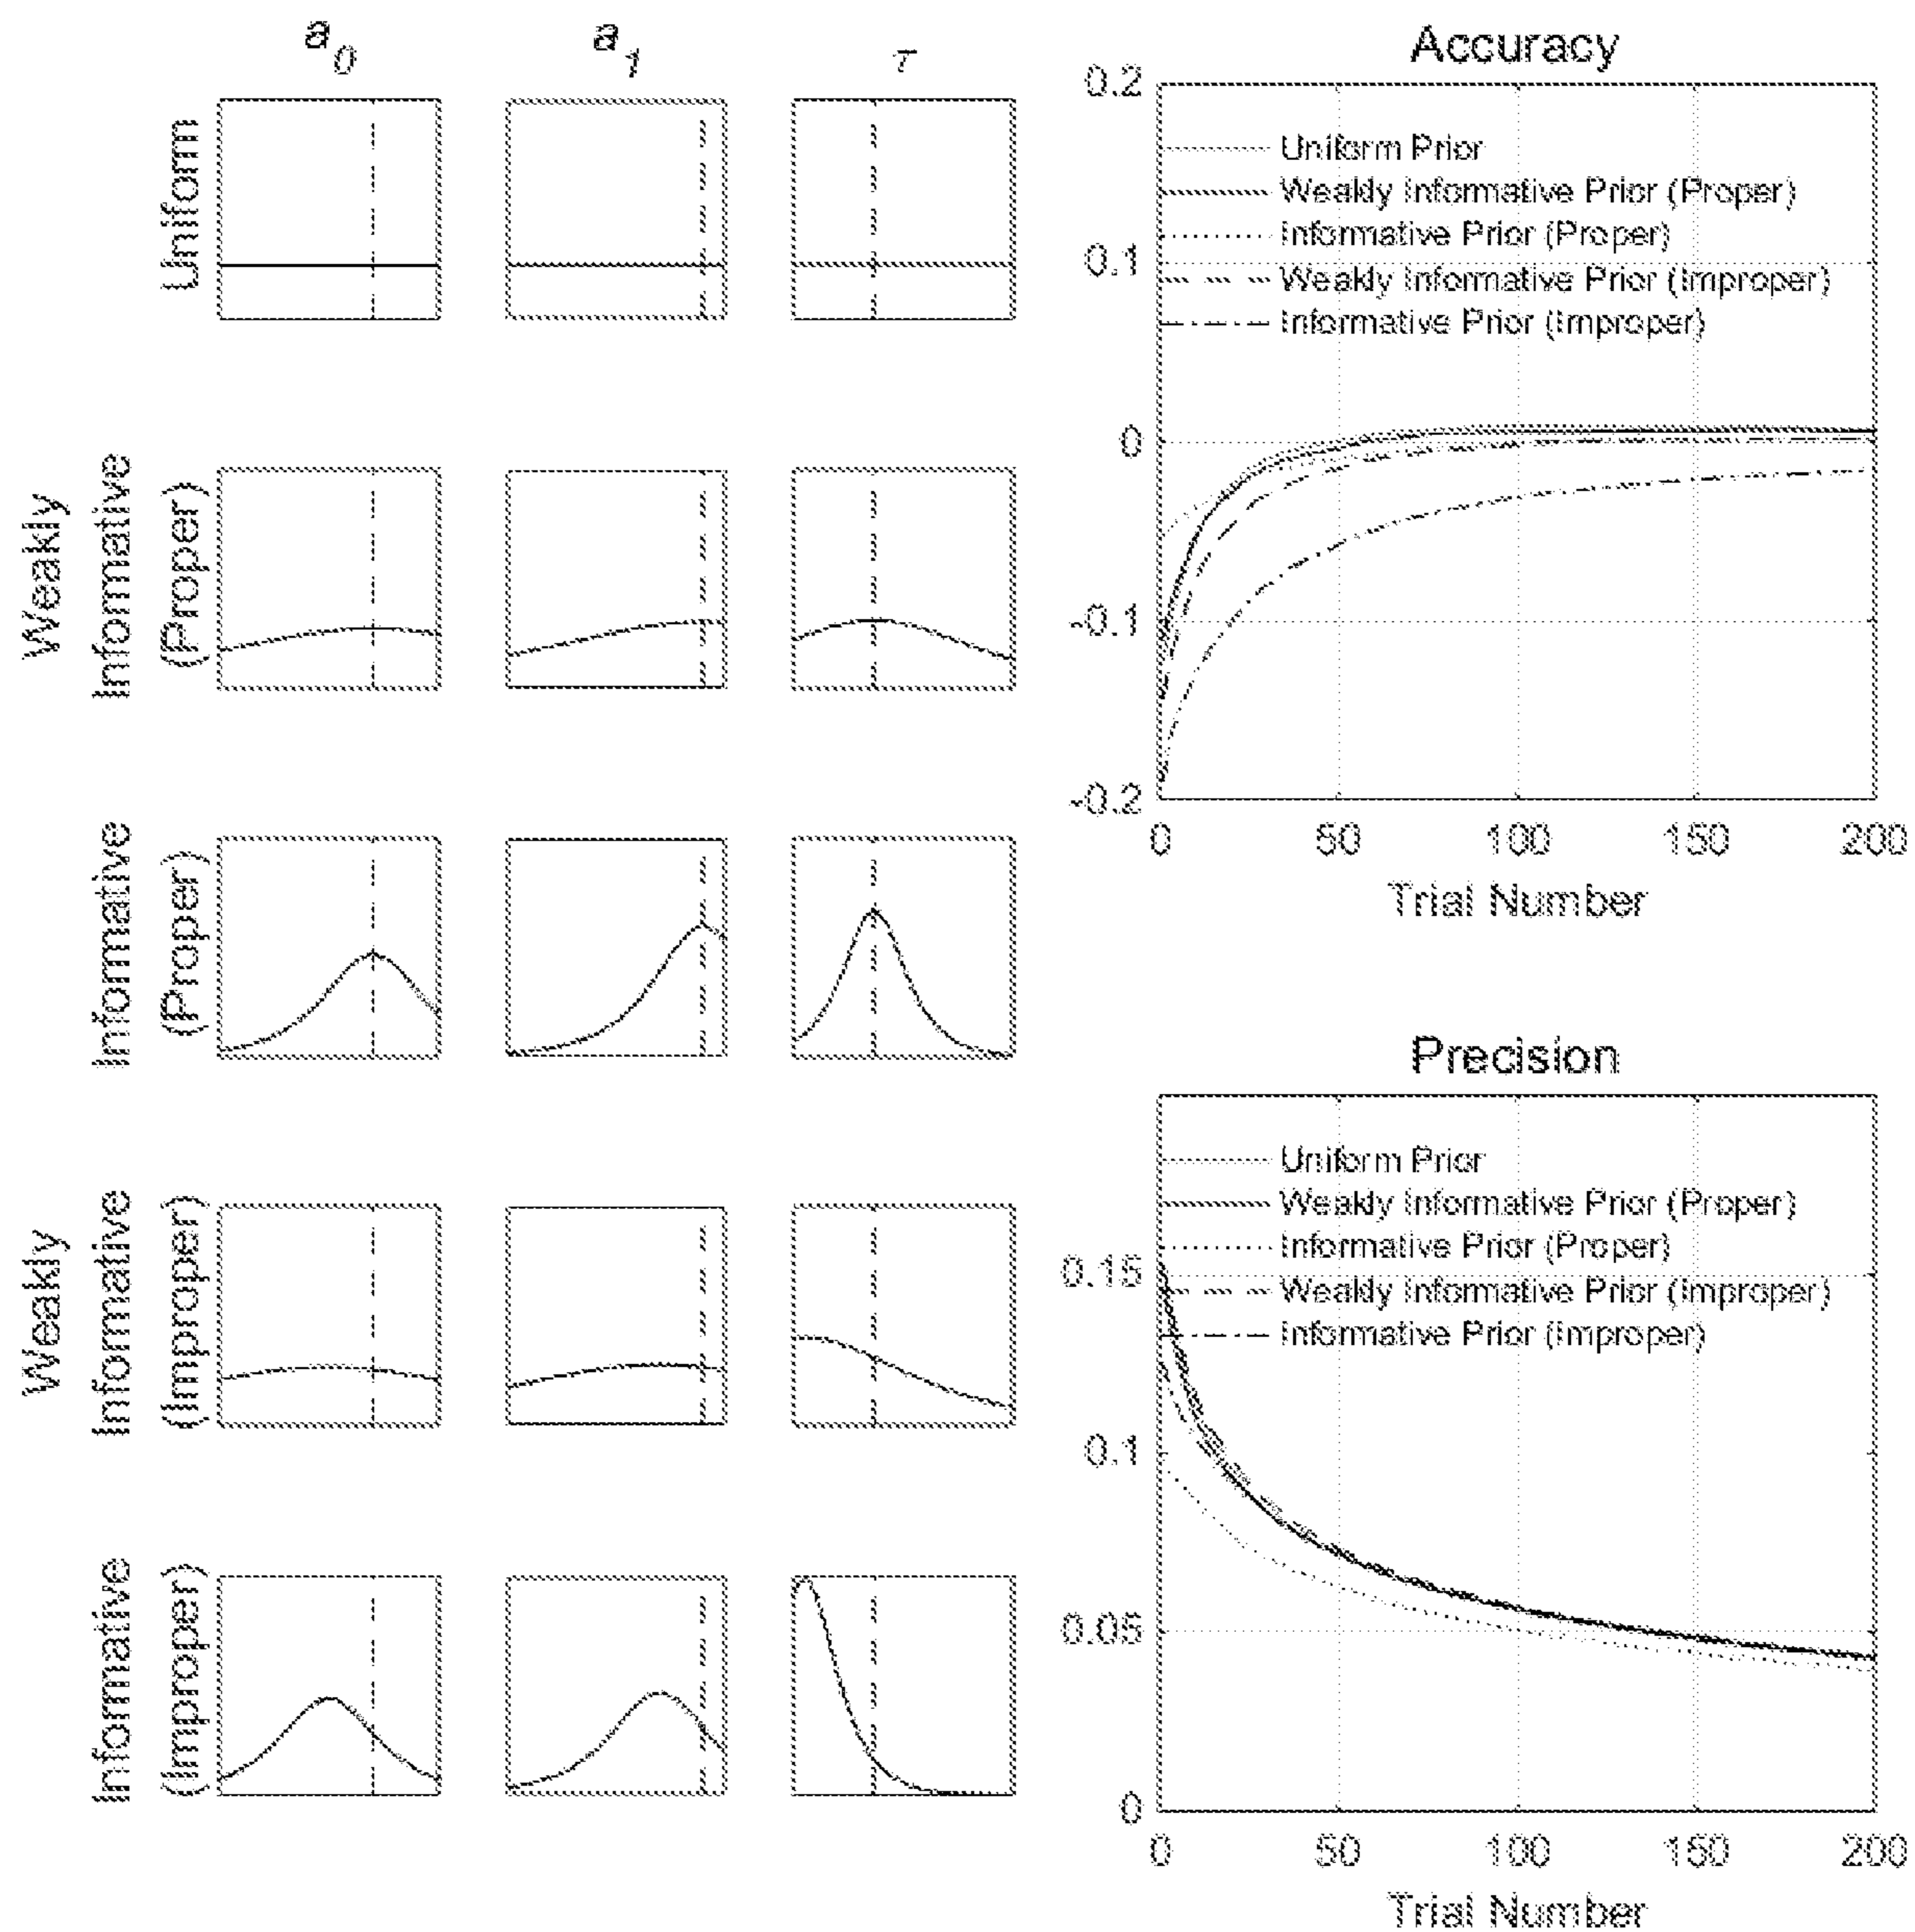 a0 a1 τ
Uniform
Weakly
Informative
(Proper)
Informative
(Proper)
Weakly
Informative
(Improper)
Informative
(Improper)
Accuracy
0.2
0.1
0
-0.1
-0.2
Uniform Prior
Weakly Informative Prior (Proper)
Informative Prior (Proper)
Weakly Informative Prior (Improper)
Informative Prior (Improper)
0 50 100 150 200
Trial Number
Precision
0.15
0.1
0.05
0
Uniform Prior
Weakly Informative Prior (Proper)
Informative Prior (Proper)
Weakly Informative Prior (Improper)
Informative Prior (Improper)
0 50 100 150 200
Trial Number